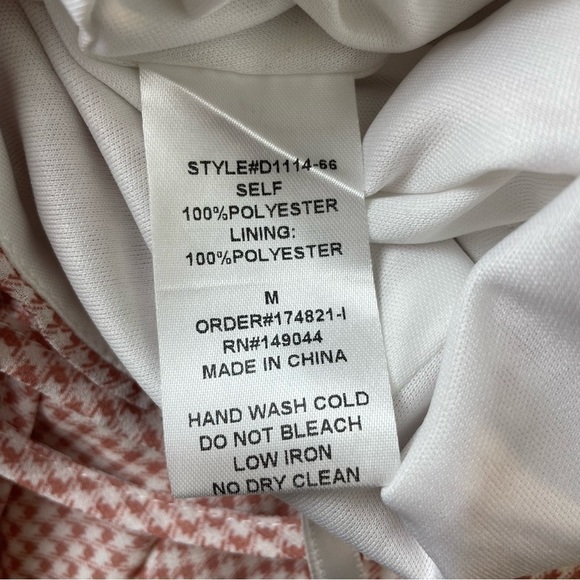 STYLE#D1114-66
SELF
100%POLYESTER
LINING:
100%POLYESTER
M
ORDER#174821-I
RN#149044
MADE IN CHINA
HAND WASH COLD
DO NOT BLEACH
LOW IRON
NO DRY CLEAN